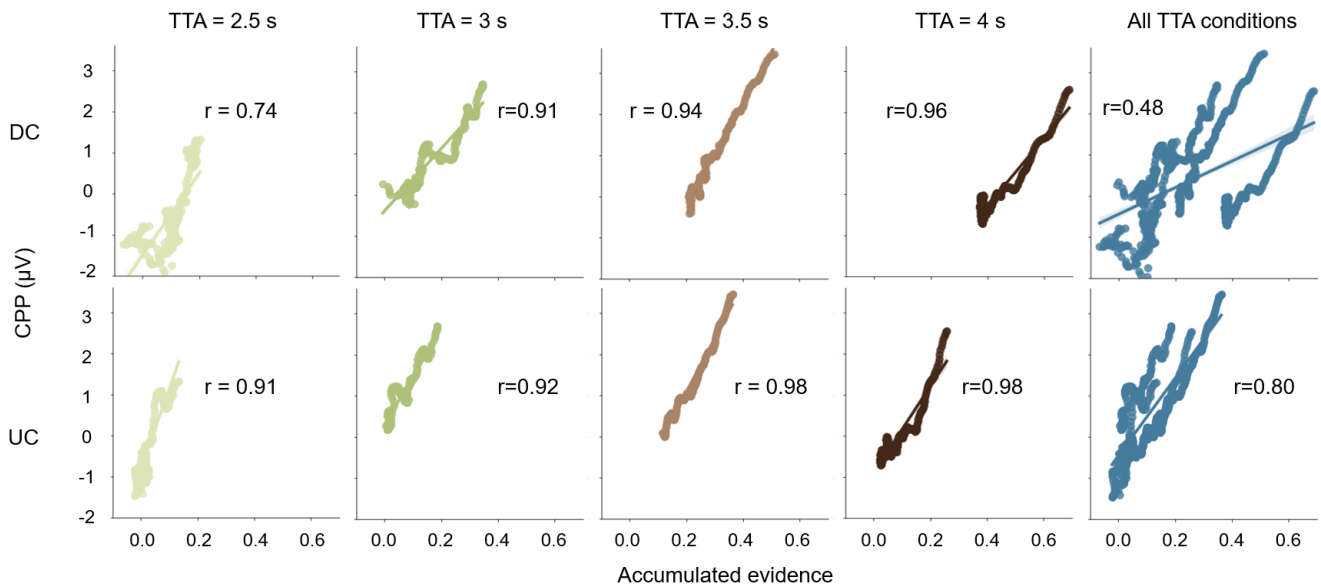 TTA = 2.5 s TTA = 3 s TTA = 3.5 s TTA = 4 s All TTA conditions
DC
CPP (µV)
UC
3
2
1
0
-1
-2
r = 0.74
r=0.91
r = 0.94
r=0.96
r=0.48
3
2
1
0
-1
-2
r = 0.91
r=0.92
r = 0.98
r=0.98
r=0.80
0.0 0.2 0.4 0.6 0.0 0.2 0.4 0.6 0.0 0.2 0.4 0.6 0.0 0.2 0.4 0.6 0.0 0.2 0.4 0.6
Accumulated evidence